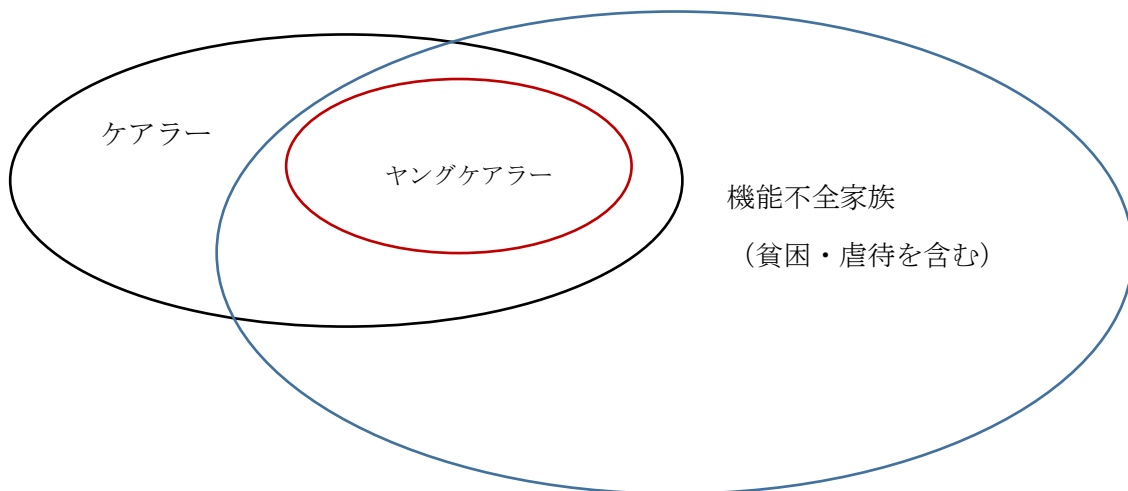 ケアラー
ヤングケアラー
機能不全家族
（貧困・虐待を含む）